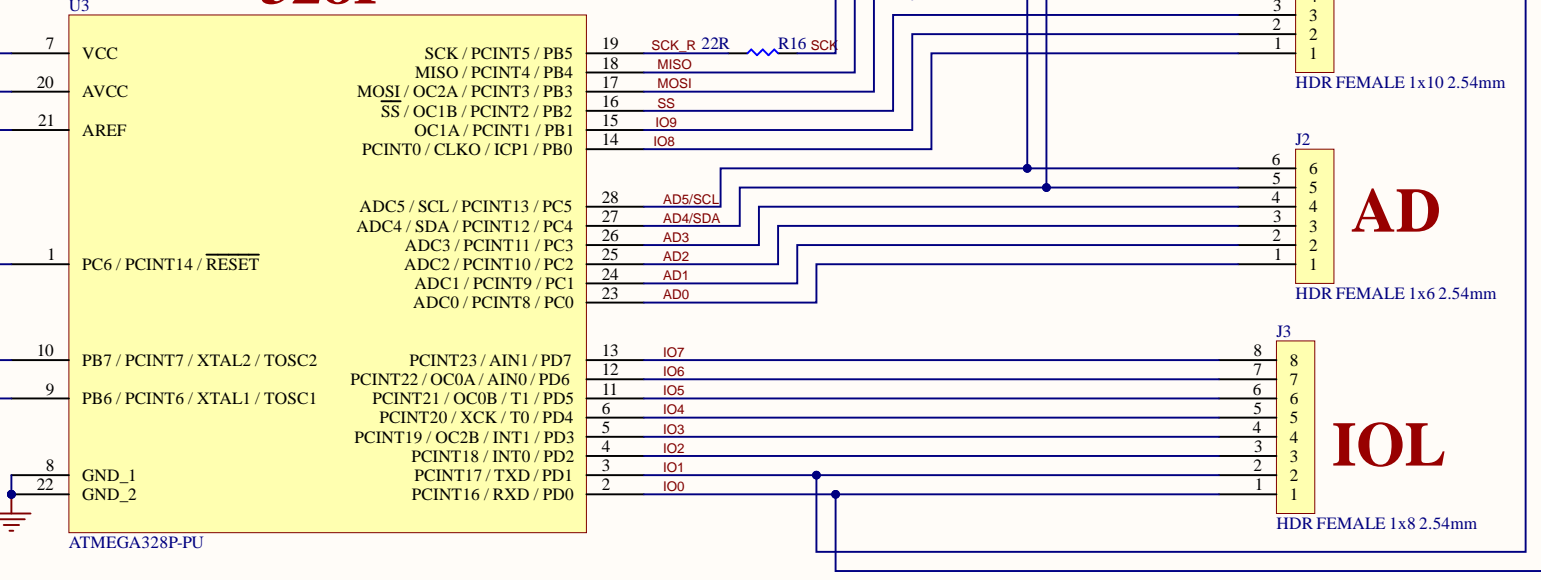 U3
7 VCC
20 AVCC
21 AREF
1 PC6 / PCINT14 / RESET
10 PB7 / PCINT7 / XTAL2 / TOSC2
9 PB6 / PCINT6 / XTAL1 / TOSC1
8 GND_1
22 GND_2
SCK / PCINT5 / PB5 19 SCK_R 22R R16 SCK
MISO / PCINT4 / PB4 18 MISO
MOSI / OC2A / PCINT3 / PB3 17 MOSI
SS / OC1B / PCINT2 / PB2 16 SS
OC1A / PCINT1 / PB1 15 IO9
PCINT0 / CLKO / ICP1 / PB0 14 IO8
ADC5 / SCL / PCINT13 / PC5 28 AD5/SCL
ADC4 / SDA / PCINT12 / PC4 27 AD4/SDA
ADC3 / PCINT11 / PC3 26 AD3
ADC2 / PCINT10 / PC2 25 AD2
ADC1 / PCINT9 / PC1 24 AD1
ADC0 / PCINT8 / PC0 23 AD0
PCINT23 / AIN1 / PD7 13 IO7
PCINT22 / OC0A / AIN0 / PD6 12 IO6
PCINT21 / OC0B / T1 / PD5 11 IO5
PCINT20 / XCK / T0 / PD4 6 IO4
PCINT19 / OC2B / INT1 / PD3 5 IO3
PCINT18 / INT0 / PD2 4 IO2
PCINT17 / TXD / PD1 3 IO1
PCINT16 / RXD / PD0 2 IO0
ATMEGA328P-PU
3 3
2 2
1 1
HDR FEMALE 1x10 2.54mm
J2
6 6
5 5
4 4
3 3
2 2
1 1
AD
HDR FEMALE 1x6 2.54mm
J3
8 8
7 7
6 6
5 5
4 4
3 3
2 2
1 1
IOL
HDR FEMALE 1x8 2.54mm